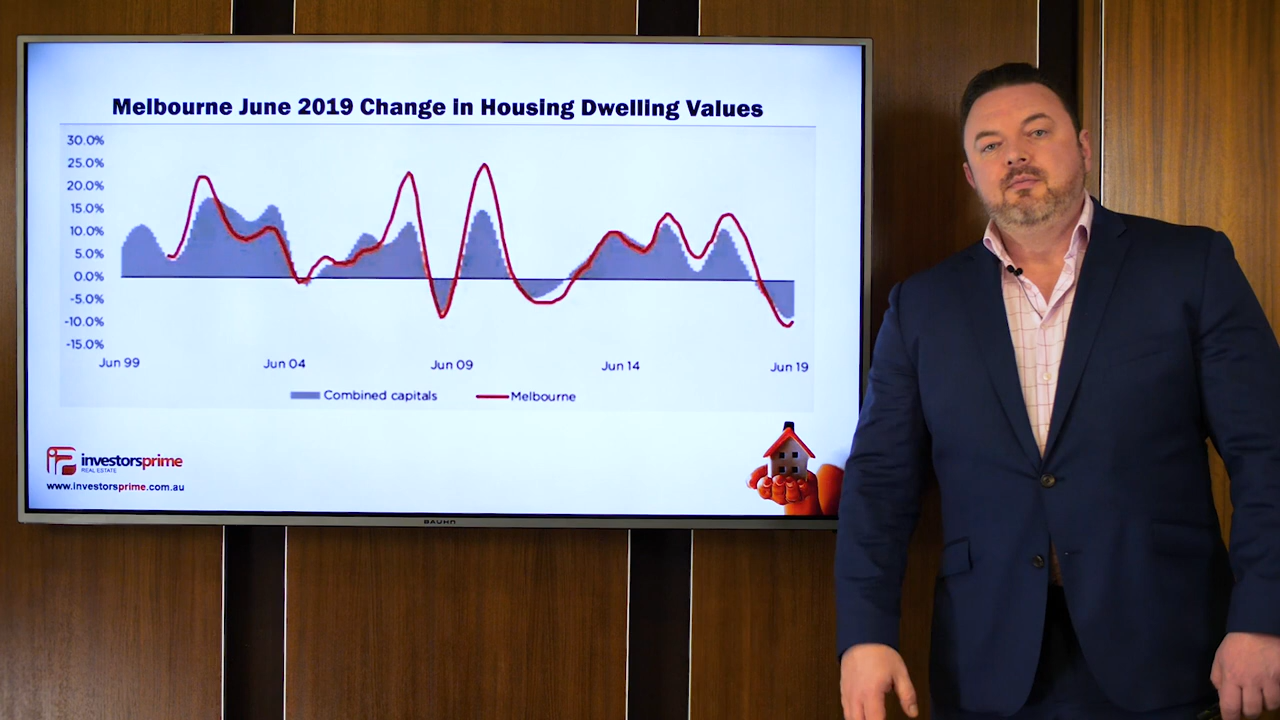 Melbourne June 2019 Change in Housing Dwelling Values
30.0%
25.0%
20.0%
15.0%
10.0%
5.0%
0.0%
-5.0%
-10.0%
-15.0%
Jun 99 Jun 04 Jun 09 Jun 14 Jun 19
Combined capitals Melbourne
investorsprime
REAL ESTATE
www.investorsprime.com.au
BAUHN